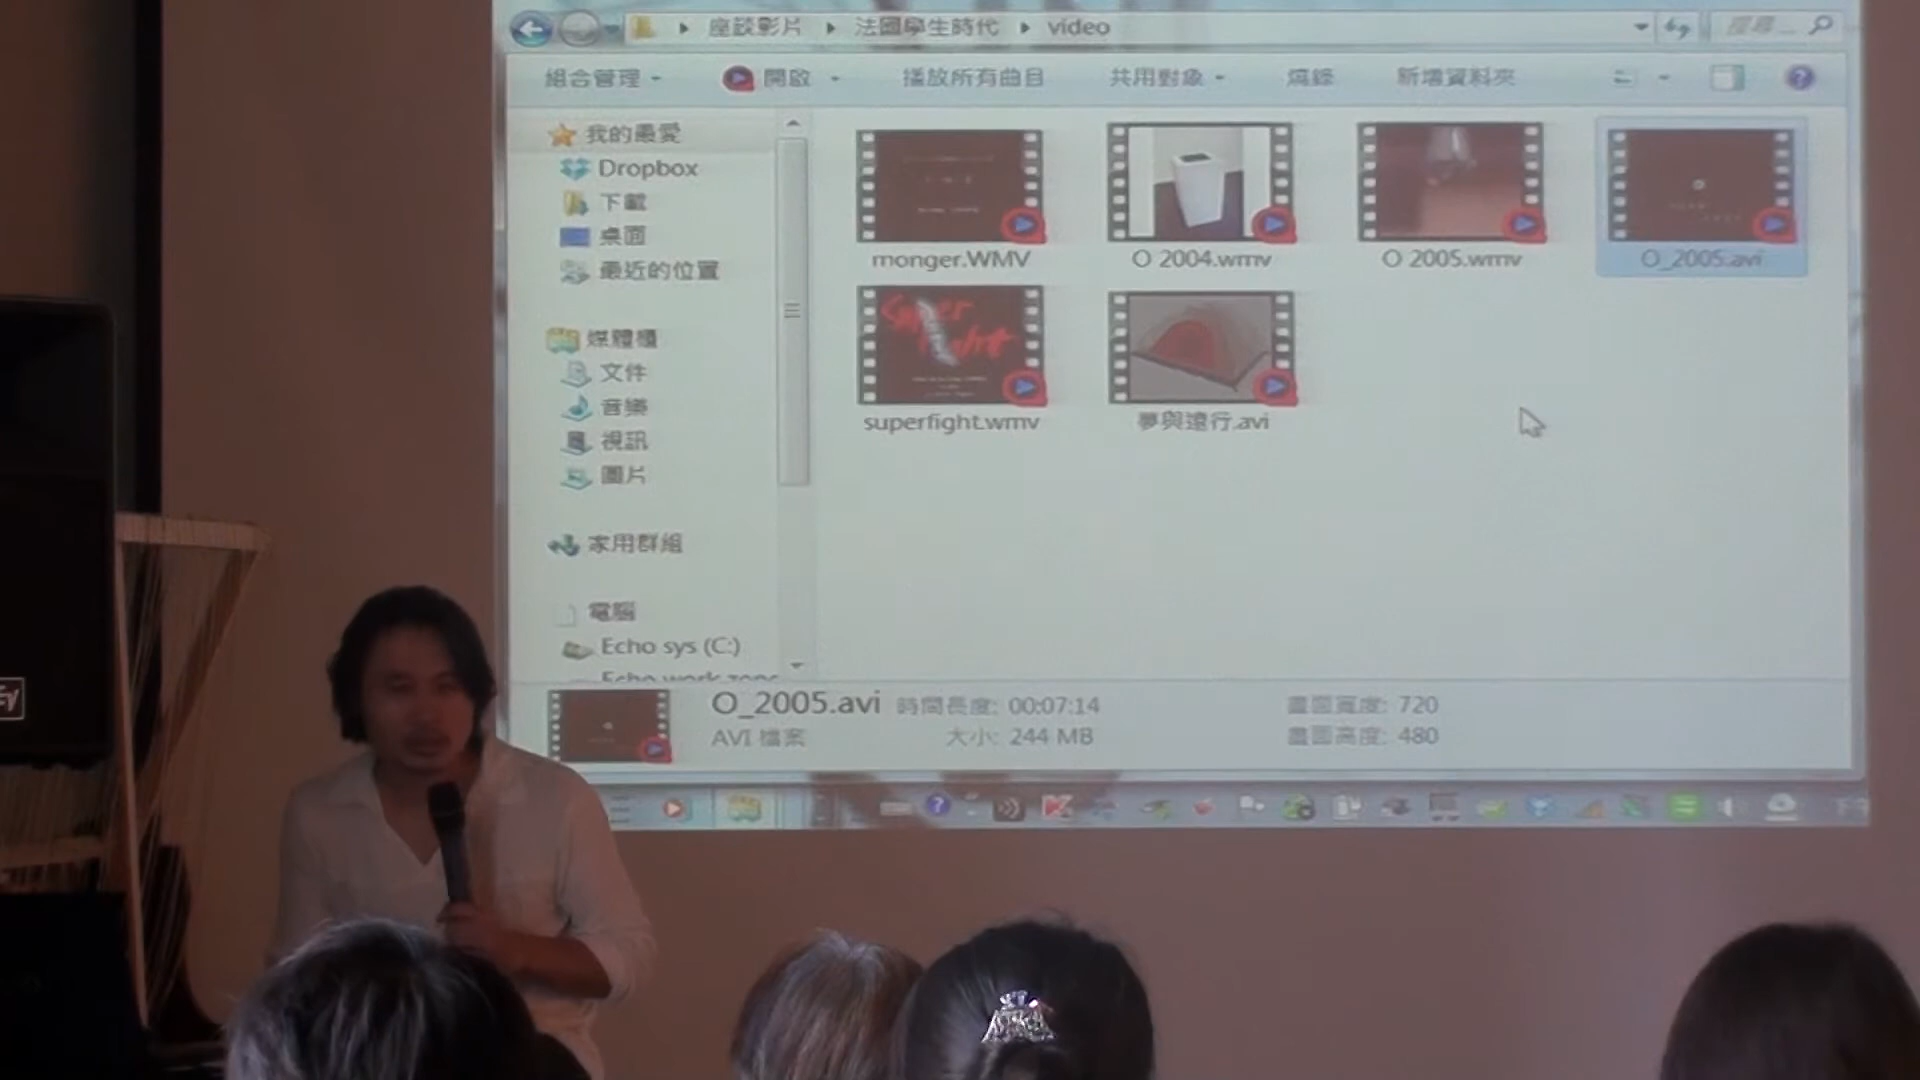 座談影片 ▸ 法國學生時代 ▸ video
搜尋...
組合管理 開啟 播放所有曲目 共用對象 燒錄 新增資料夾
我的最愛
Dropbox
下載
桌面
最近的位置
媒體櫃
文件
音樂
視訊
圖片
家用群組
電腦
Echo sys (C:)
Echo work zone
monger.WMV
O 2004.wmv
O 2005.wmv
O_2005.avi
superfight.wmv
夢與遠行.avi
O_2005.avi 時間長度: 00:07:14 畫面寬度: 720
AVI 檔案 大小: 244 MB 畫面高度: 480